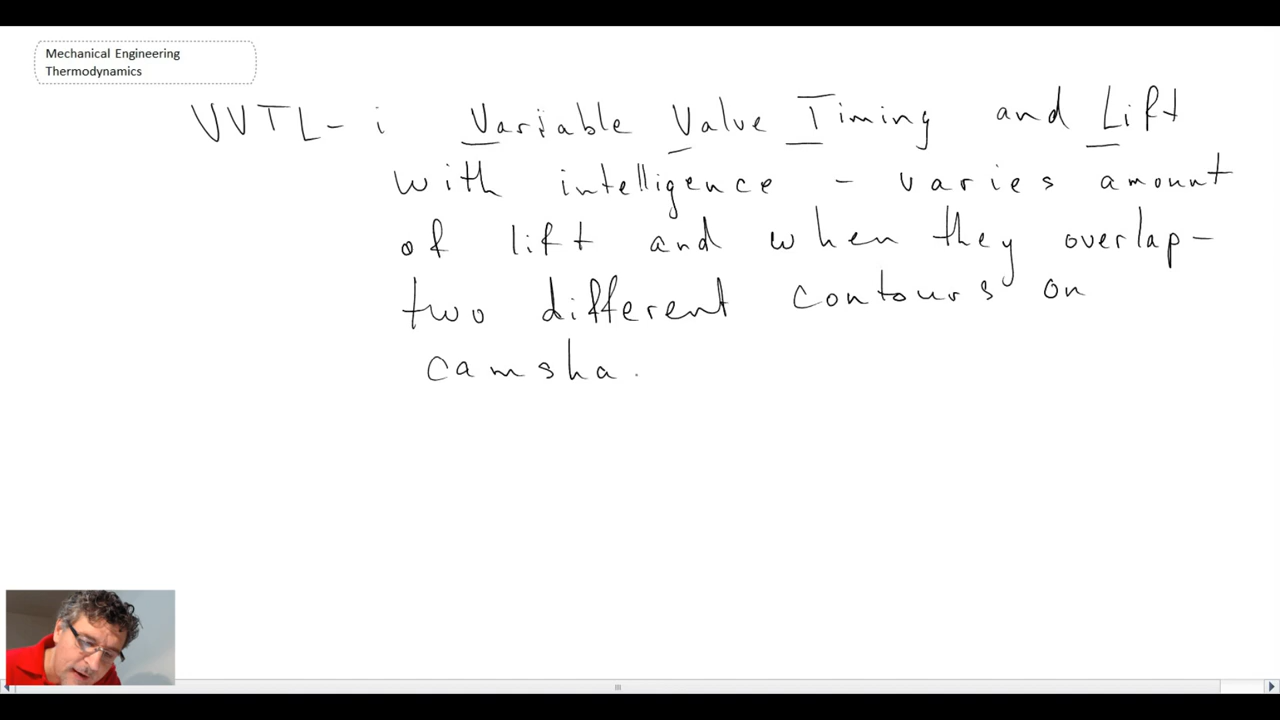 Mechanical Engineering
Thermodynamics
VVTL-i Variable Valve Timing and Lift
with intelligence - varies amount
of lift and when they overlap-
two different contours on
camsha